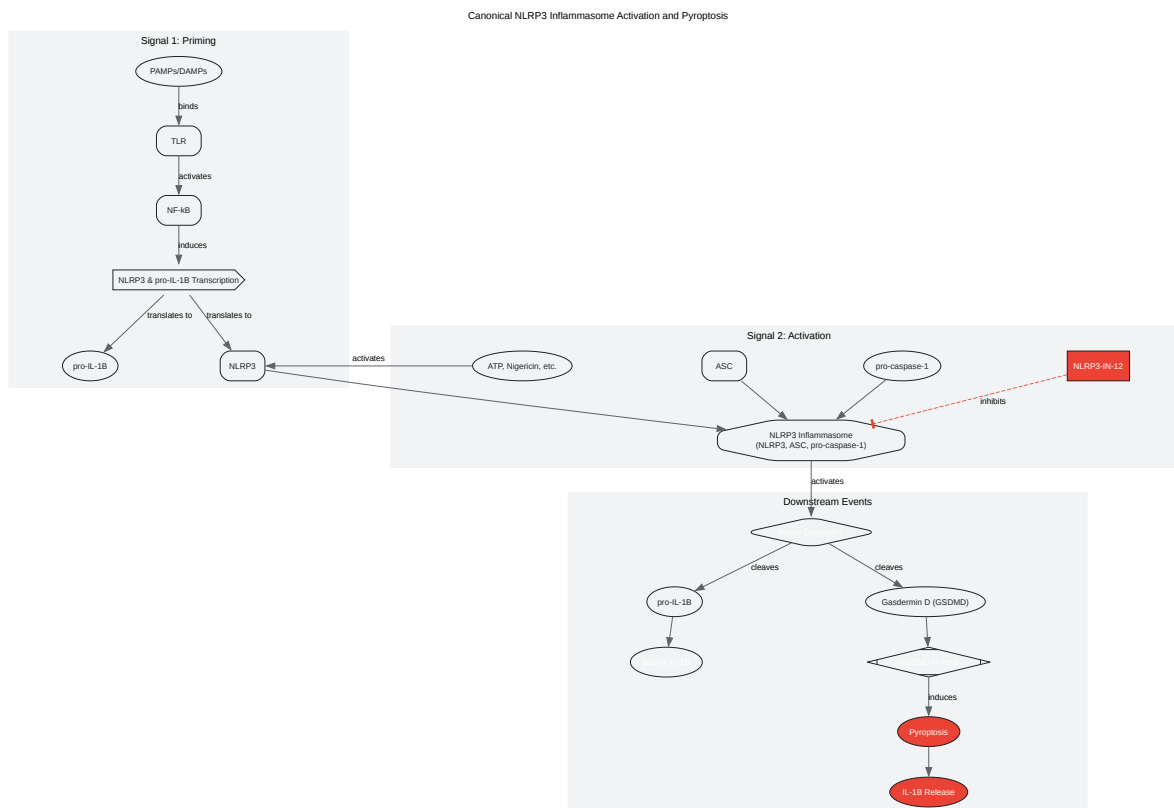 Canonical NLRP3 Inflammasome Activation and Pyroptosis
Signal 1: Priming
PAMPs/DAMPs
binds
TLR
activates
NF-kB
induces
NLRP3 & pro-IL-1B Transcription
translates to
translates to
pro-IL-1B
NLRP3
Signal 2: Activation
activates
ATP, Nigericin, etc.
ASC
pro-caspase-1
NLRP3-IN-12
inhibits
NLRP3 Inflammasome
(NLRP3, ASC, pro-caspase-1)
activates
Downstream Events
cleaves
cleaves
pro-IL-1B
Gasdermin D (GSDMD)
induces
Pyroptosis
IL-1B Release